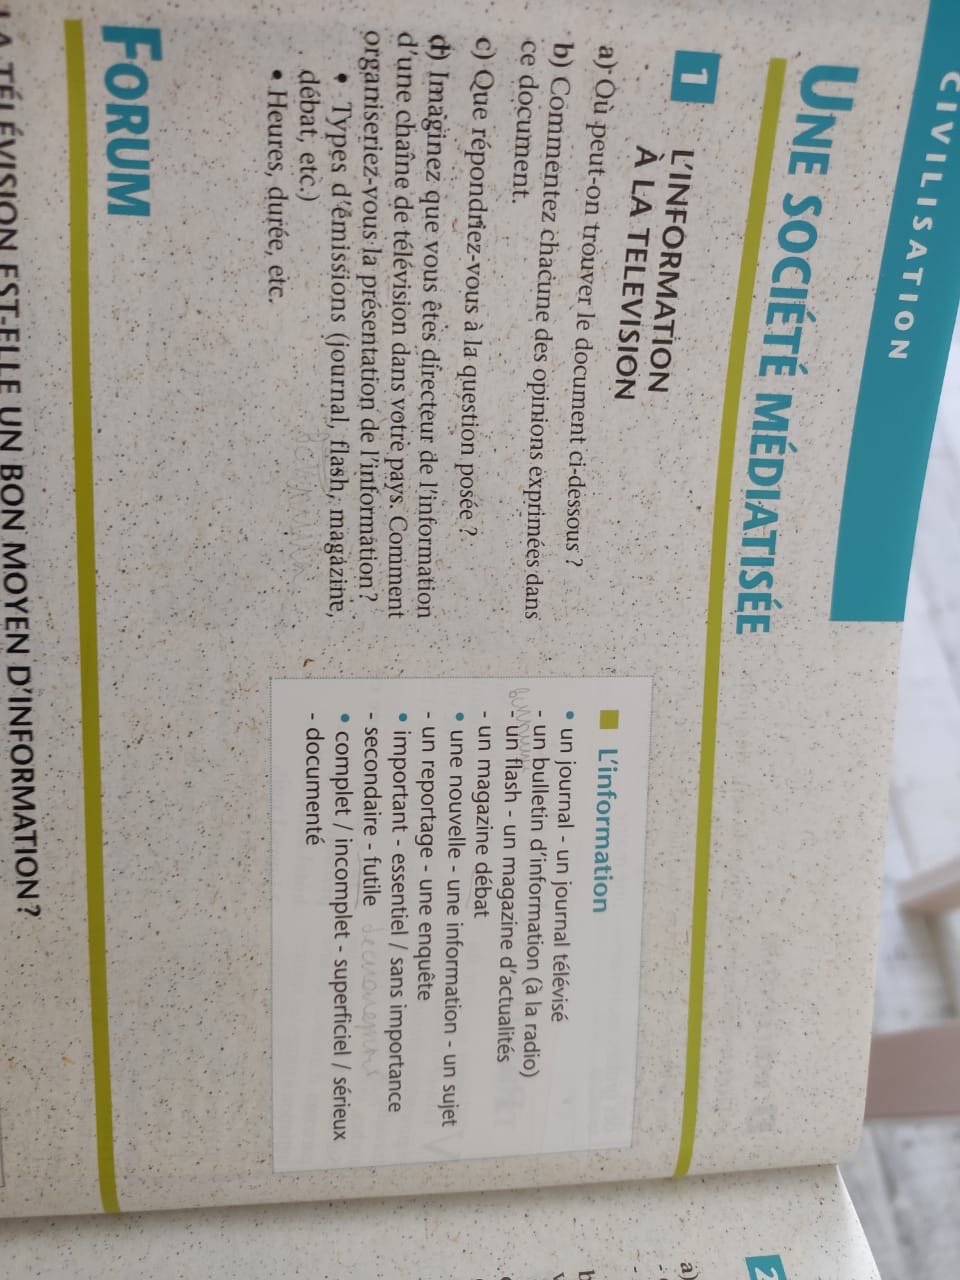 CIVILISATION
UNE SOCIÉTÉ MÉDIATISÉE
1 L'INFORMATION
À LA TELEVISION
a) Où peut-on trouver le document ci-dessous ?
b) Commentez chacune des opinions exprimées dans
ce document.
c) Que répondriez-vous à la question posée ?
d) Imaginez que vous êtes directeur de l'information
d'une chaîne de télévision dans votre pays. Comment
organiseriez-vous la présentation de l'information ?
• Types d'émissions (journal, flash, magazine,
débat, etc.)
• Heures, durée, etc.
L'information
• un journal - un journal télévisé
- un bulletin d'information (à la radio)
- un flash - un magazine d'actualités
- un magazine débat
• une nouvelle - une information - un sujet
- un reportage - une enquête
• important - essentiel / sans importance
- secondaire - futile
• complet / incomplet - superficiel / sérieux
- documenté
FORUM
LA TÉLÉVISION EST-ELLE UN BON MOYEN D'INFORMATION ?
2
a)
b